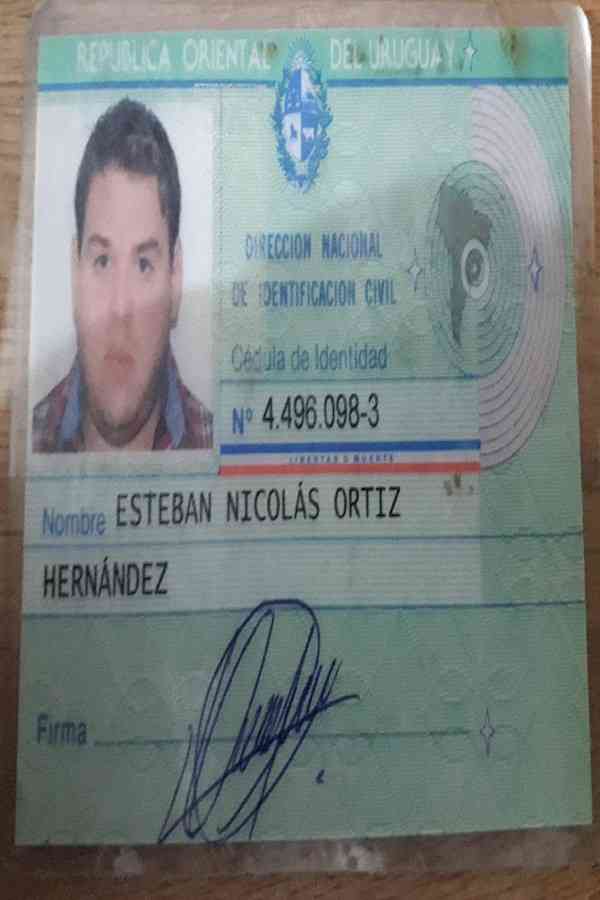 REPUBLICA ORIENTAL DEL URUGUAY
DIRECCION NACIONAL
DE IDENTIFICACION CIVIL
Cédula de Identidad
Nº 4.496.098-3
LIBERTAD O MUERTE
Nombre ESTEBAN NICOLÁS ORTIZ
HERNÁNDEZ
Firma